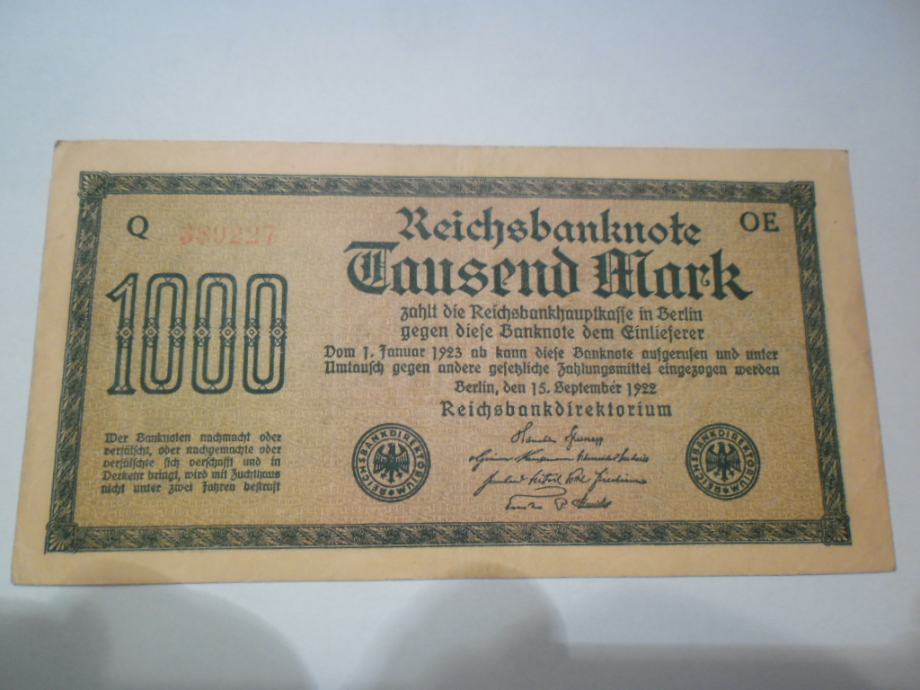 Q 389227
OE
Reichsbanknote
Tausend Mark
1000
zahlt die Reichsbankhauptkasse in Berlin
gegen diese Banknote dem Einlieferer
Vom 1. Januar 1923 ab kann diese Banknote aufgerufen und unter
Umtausch gegen andere gesetzliche Zahlungsmittel eingezogen werden
Berlin, den 15. September 1922
Reichsbankdirektorium
Wer Banknoten nachmacht oder
verfälscht, oder nachgemachte oder
verfälschte sich verschafft und in
Verkehr bringt, wird mit Zuchthaus
nicht unter zwei Jahren bestraft
REICHSBANKDIREKTORIUM
REICHSBANKDIREKTORIUM